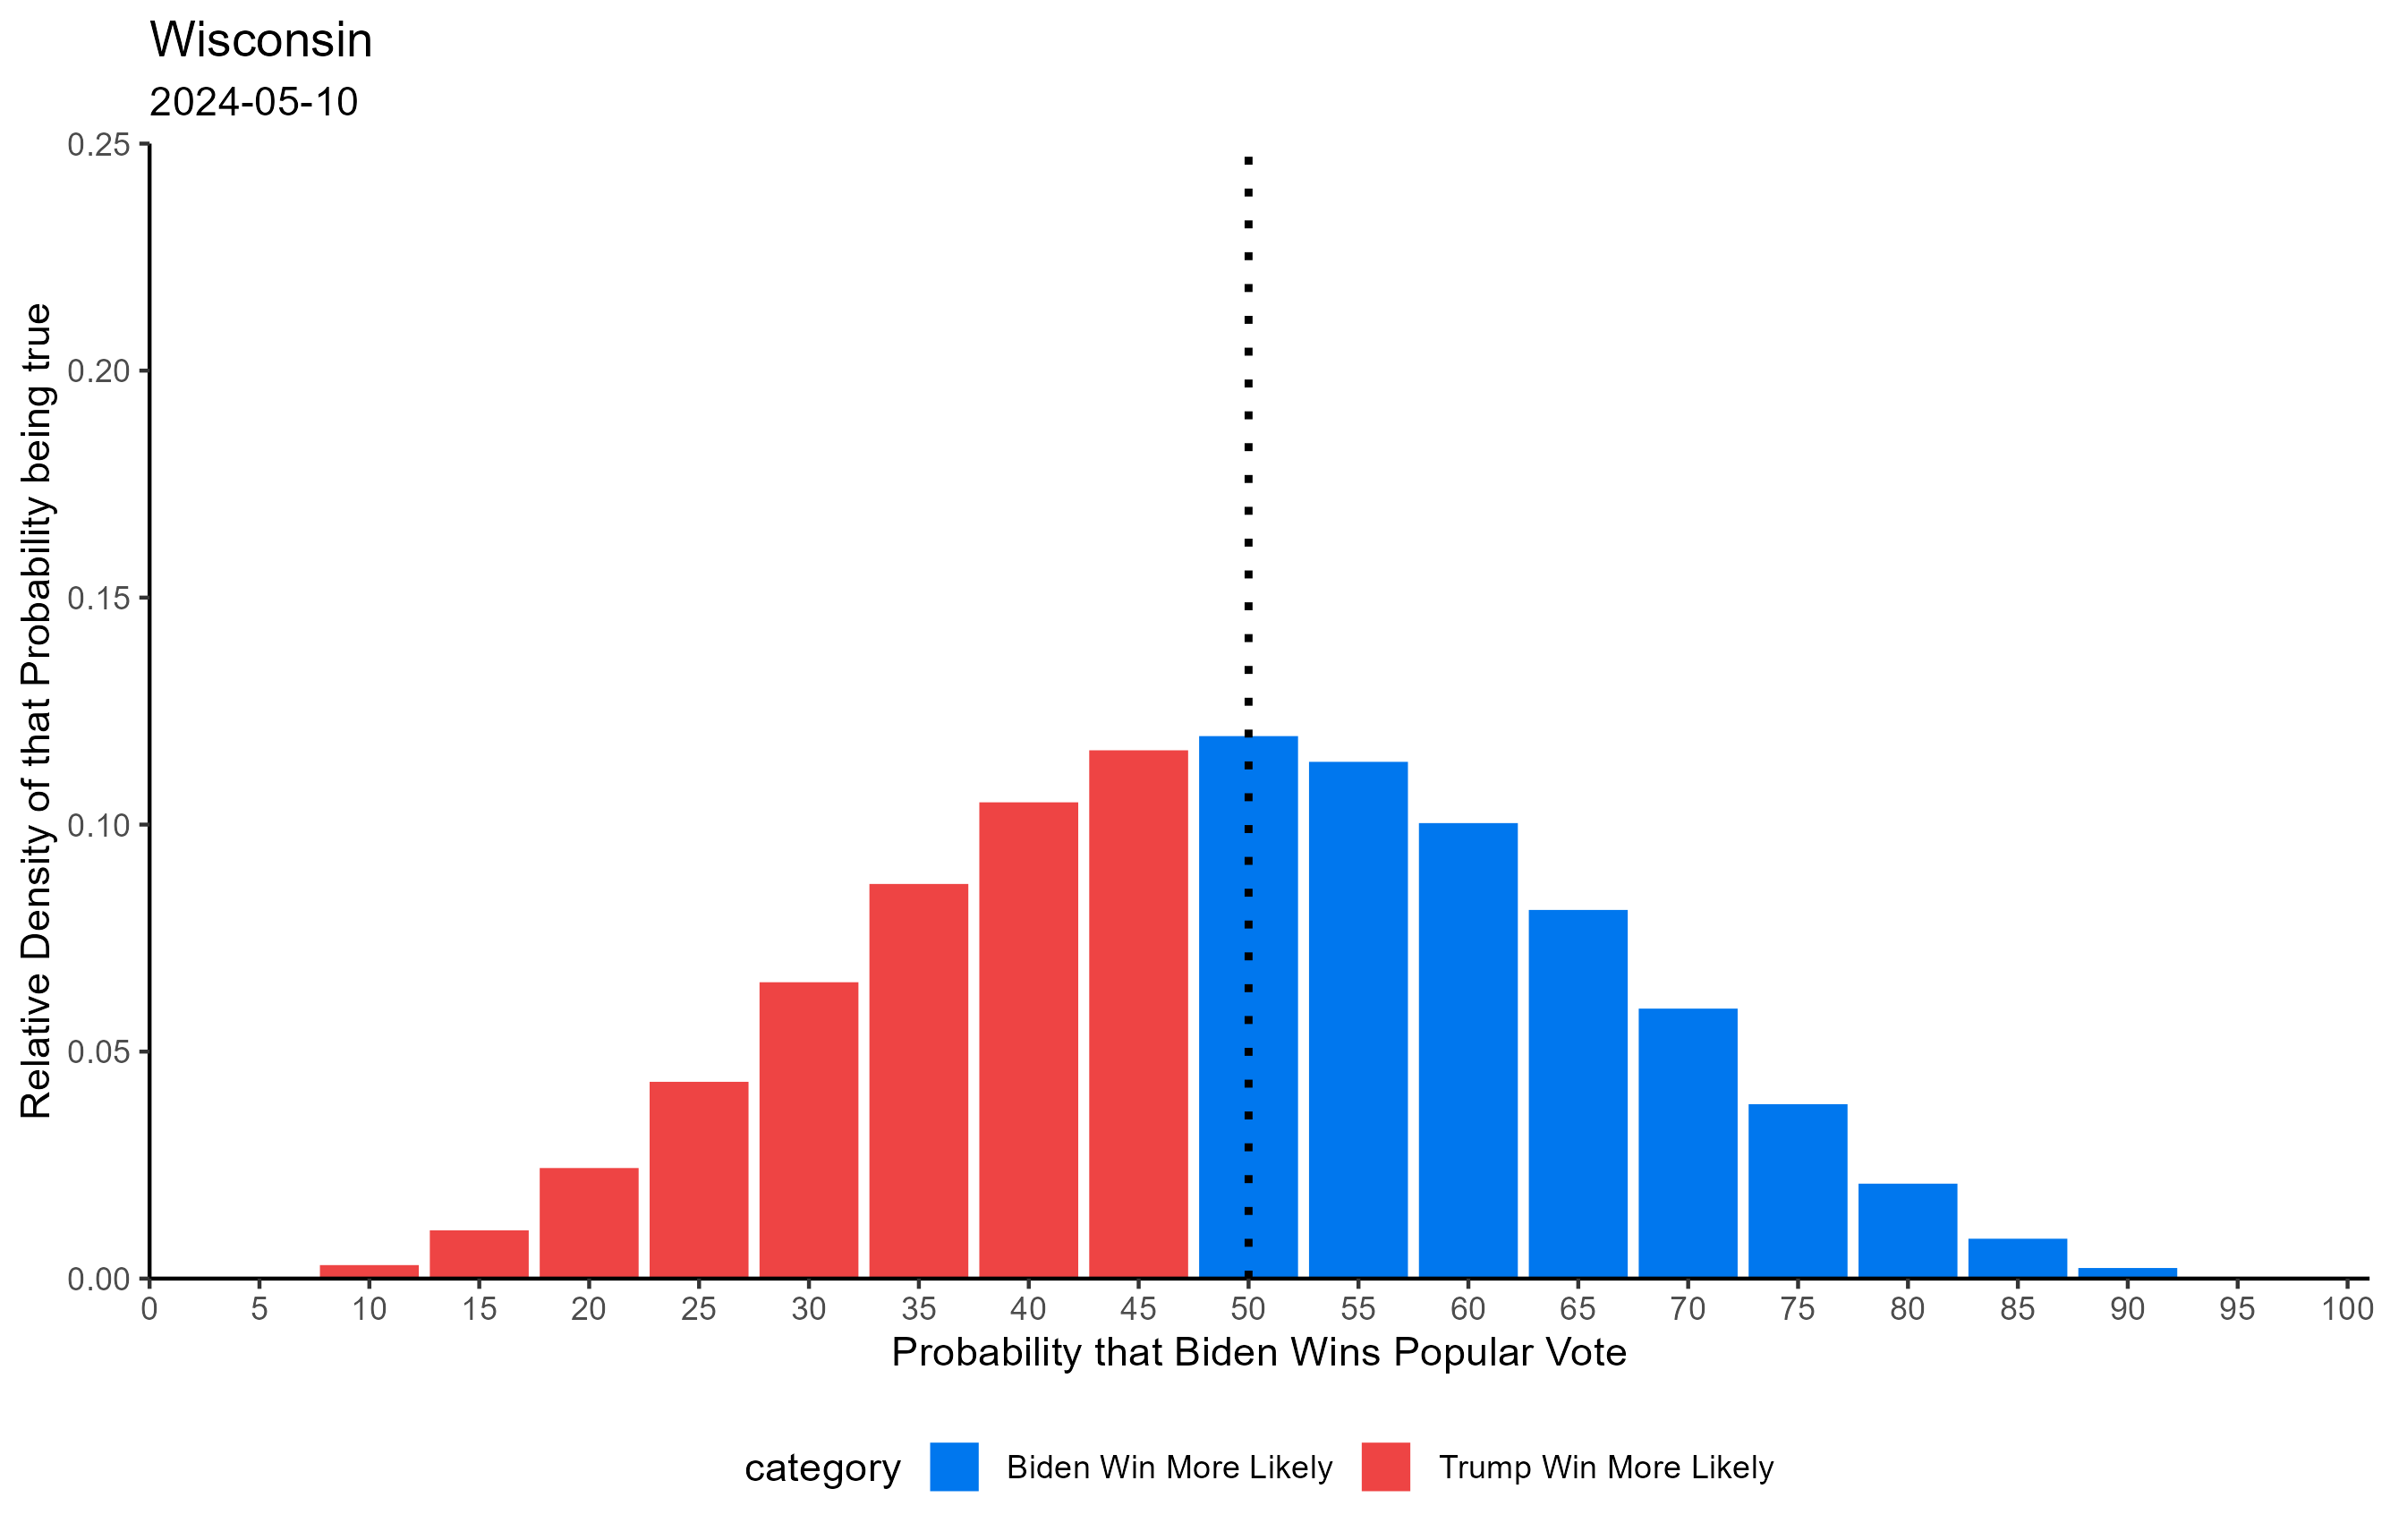 Wisconsin
2024-05-10
0.25
0.20
0.15
0.10
0.05
0.00
Relative Density of that Probability being true
0 5 10 15 20 25 30 35 40 45 50 55 60 65 70 75 80 85 90 95 100
Probability that Biden Wins Popular Vote
category Biden Win More Likely Trump Win More Likely